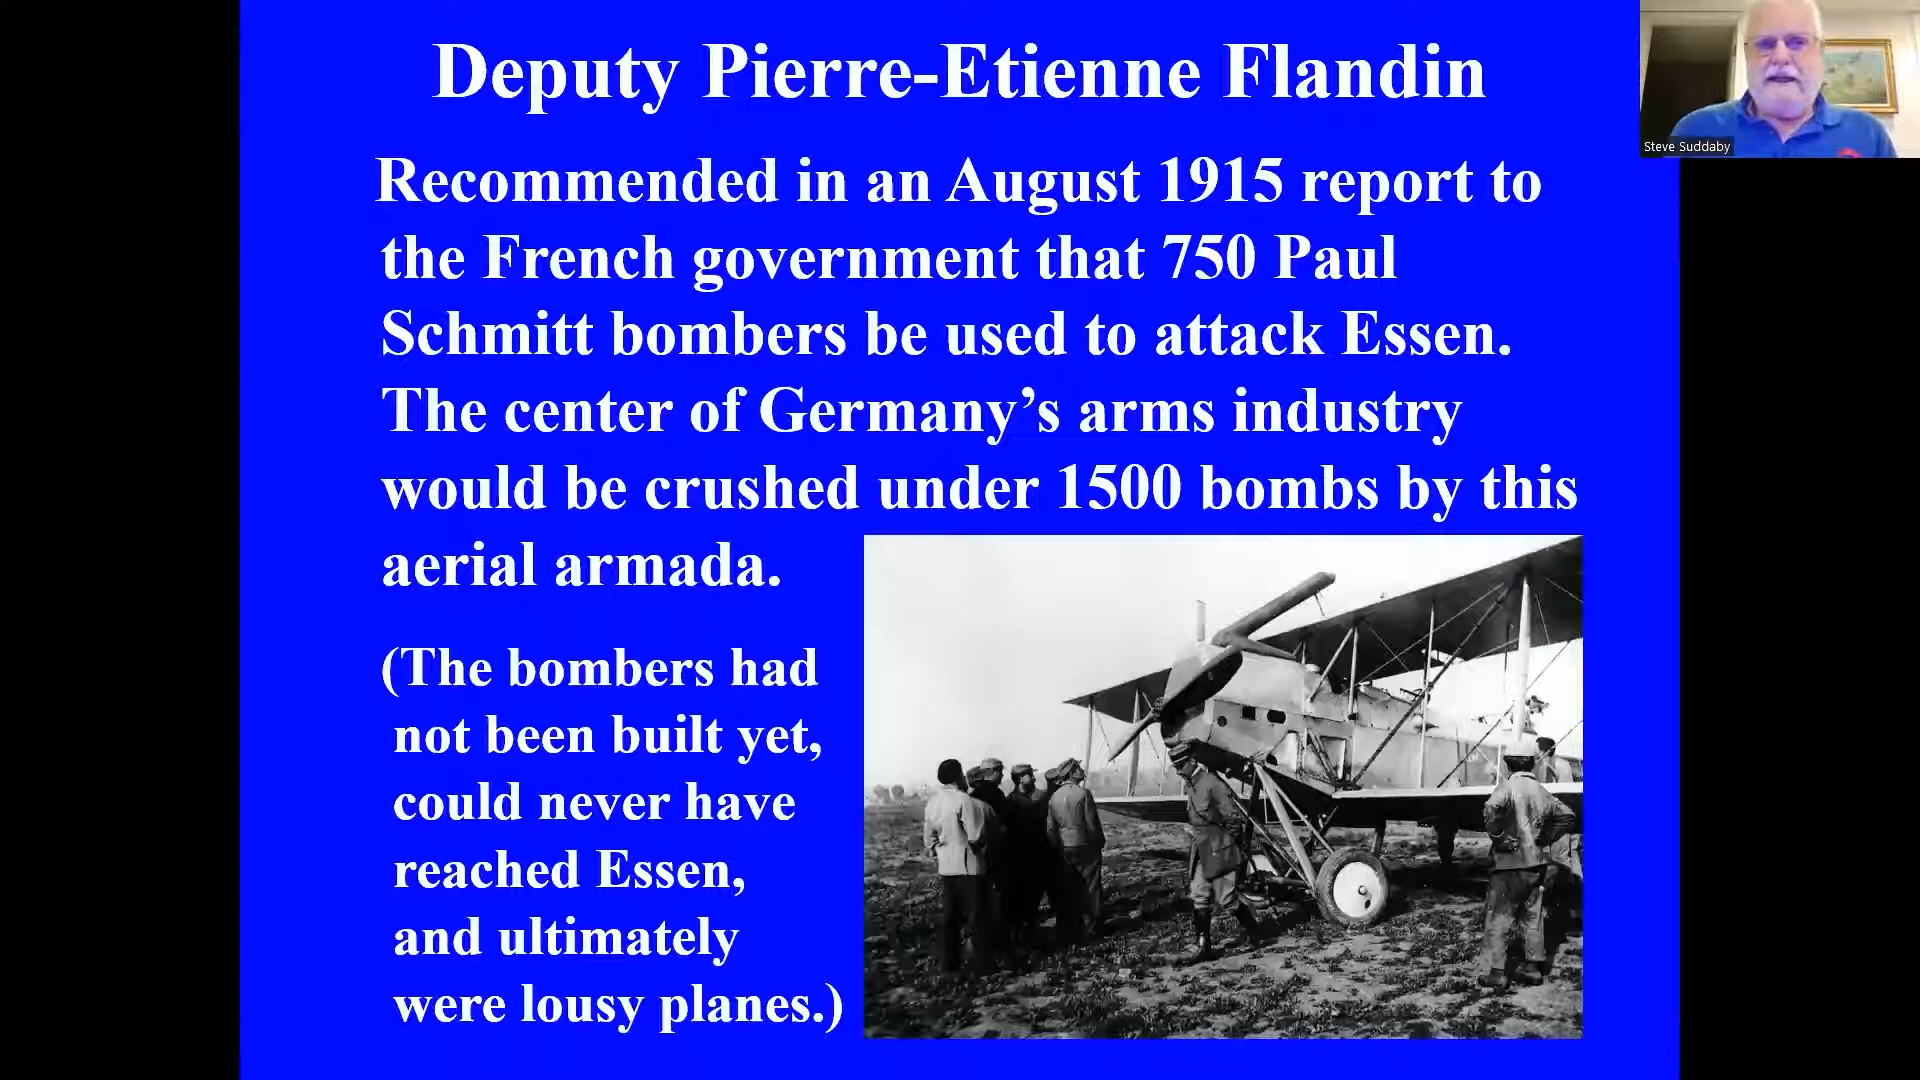 Deputy Pierre-Etienne Flandin
Steve Suddaby
Recommended in an August 1915 report to
the French government that 750 Paul
Schmitt bombers be used to attack Essen.
The center of Germany’s arms industry
would be crushed under 1500 bombs by this
aerial armada.
(The bombers had
not been built yet,
could never have
reached Essen,
and ultimately
were lousy planes.)